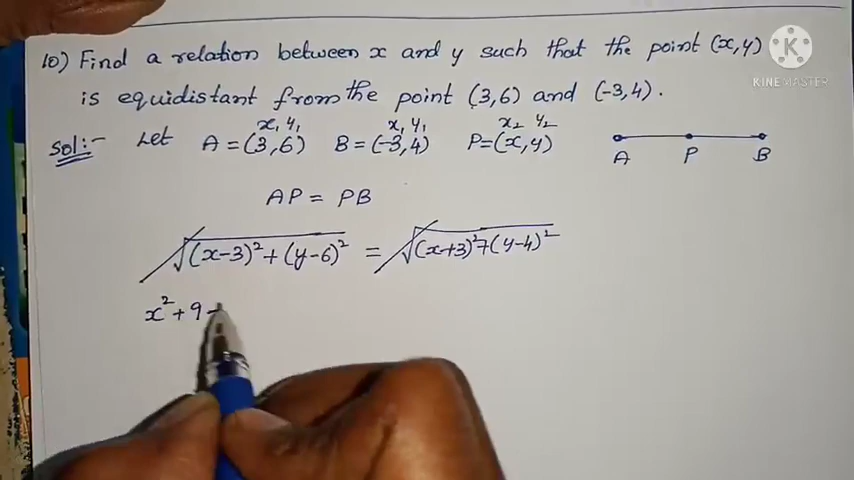 10) Find a relation between x and y such that the point (x,y)
is equidistant from the point (3,6) and (-3,4).
Sol:- Let A = (3,6) B = (-3,4) P = (x,y)
x₁ y₁ x₁ y₁ x₂ y₂
A P B
AP = PB
√(x-3)²+(y-6)² = √(x+3)²+(y-4)²
x²+9-
K
KINEMASTER